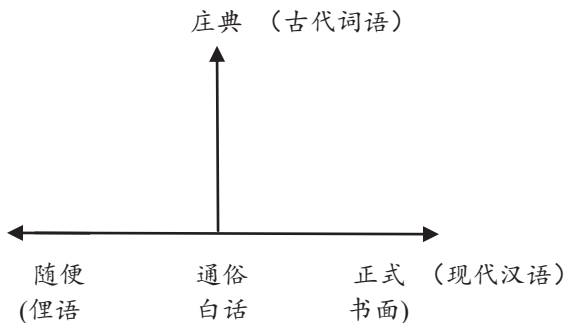 庄典 （古代词语）
随便 通俗 正式 （现代汉语）
(俚语 白话 书面)